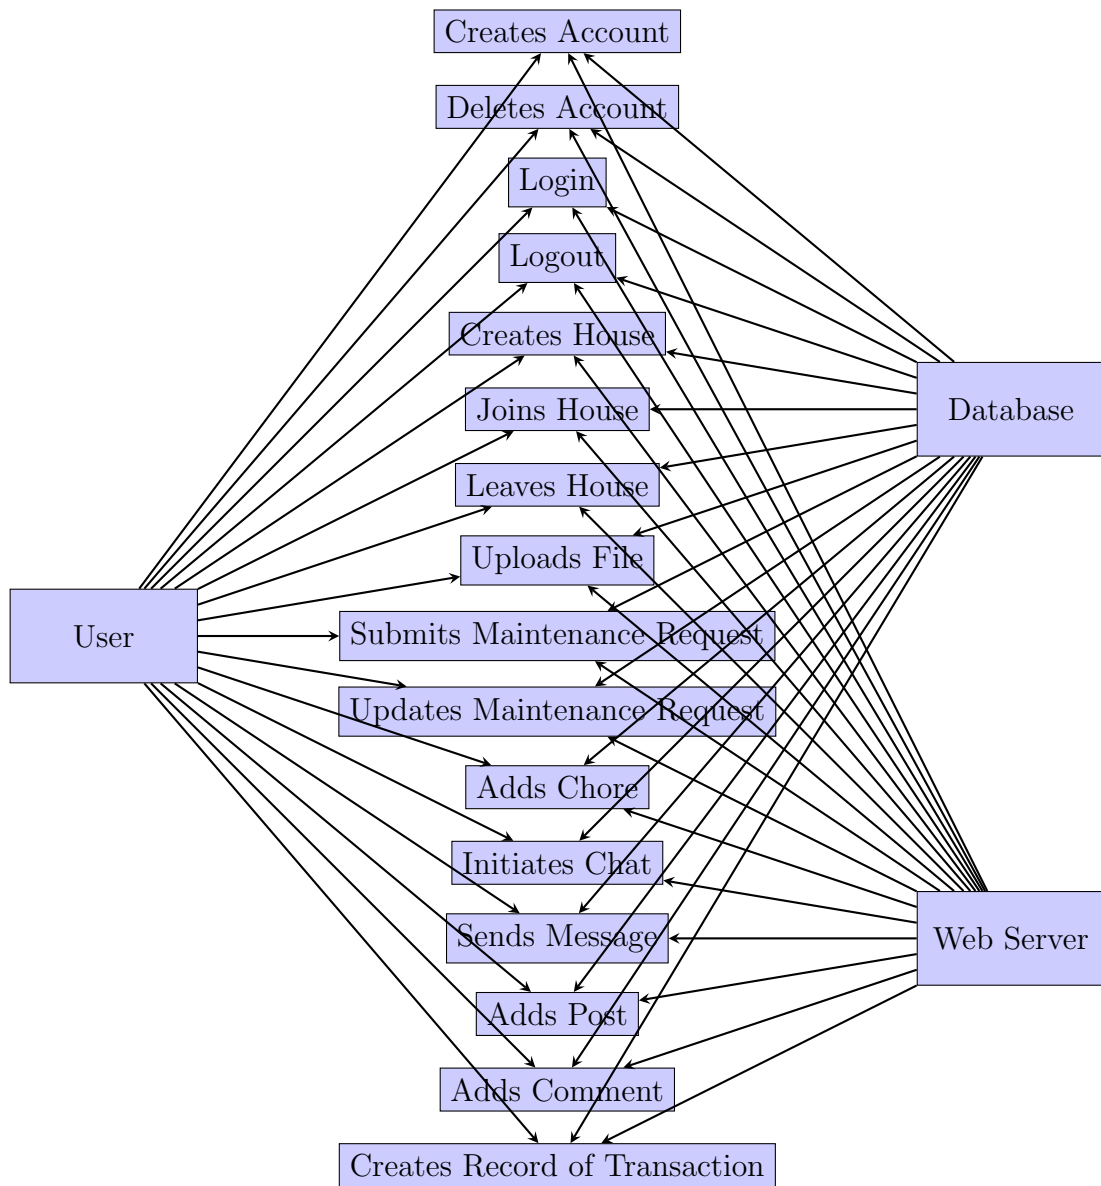 Creates Account
Deletes Account
Login
Logout
Creates House
Joins House
Leaves House
Uploads File
Submits Maintenance Request
Updates Maintenance Request
Adds Chore
Initiates Chat
Sends Message
Adds Post
Adds Comment
Creates Record of Transaction
User
Database
Web Server